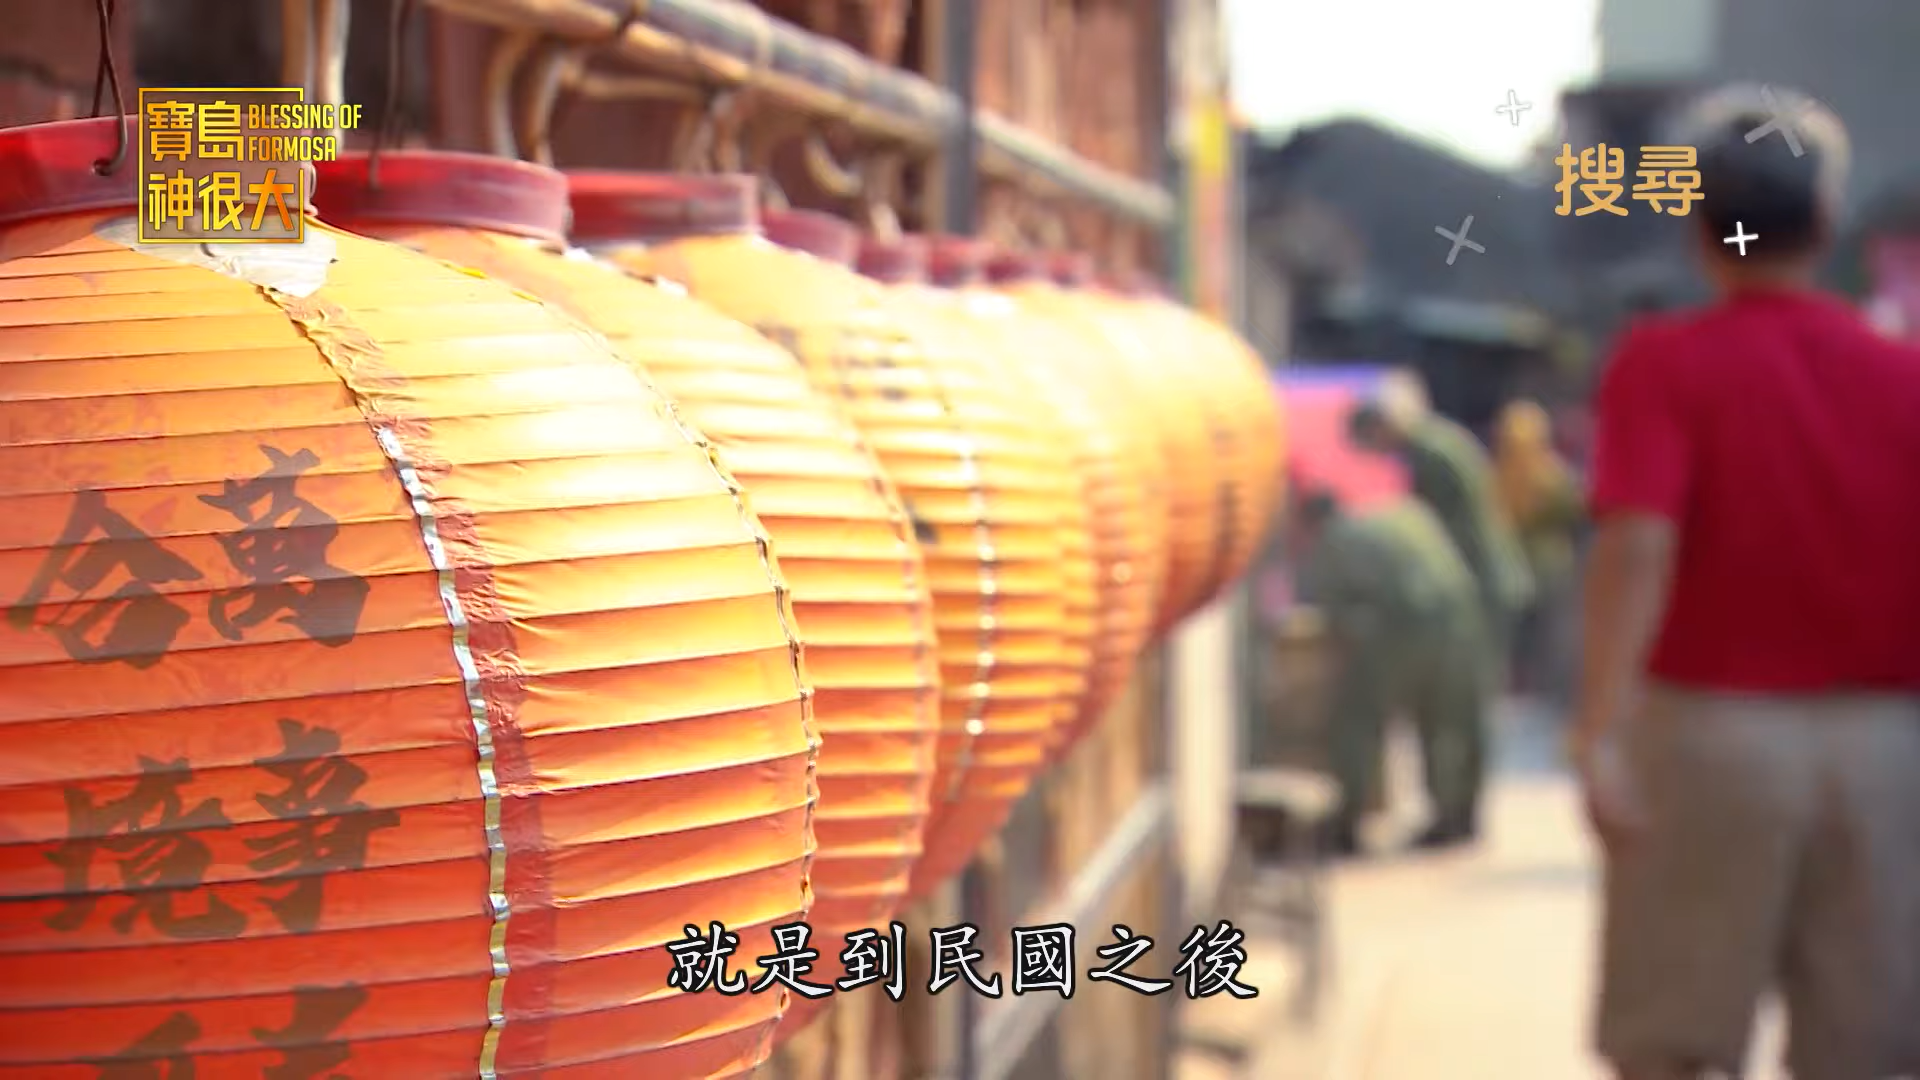 寶島 BLESSING OF
FORMOSA
神很大
搜尋
萬
合
事
境
就是到民國之後